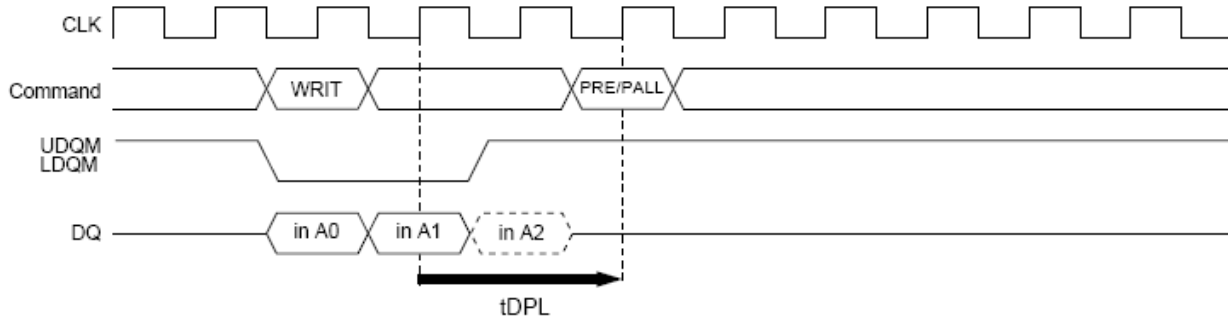 CLK
Command WRIT PRE/PALL
UDQM
LDQM
DQ in A0 in A1 in A2
tDPL